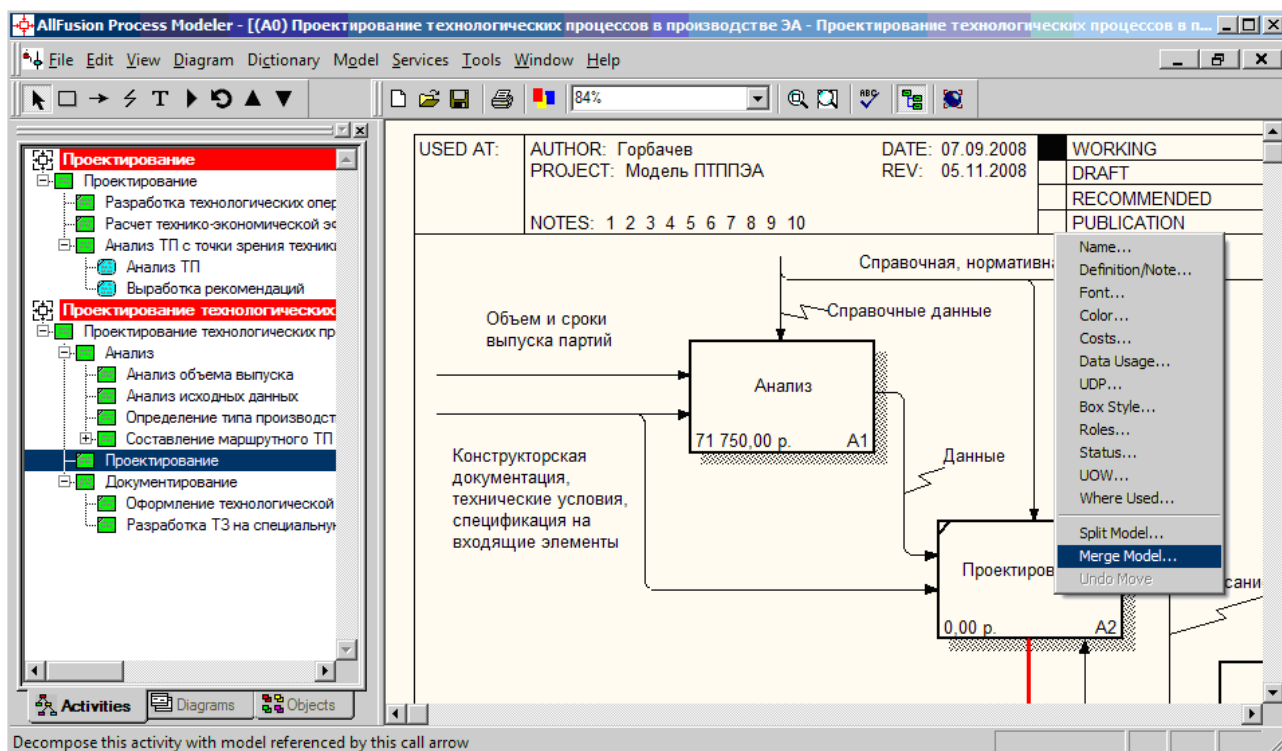 AllFusion Process Modeler - [(A0) Проектирование технологических процессов в производстве ЭА - Проектирование технологических процессов в п...
File Edit View Diagram Dictionary Model Services Tools Window Help
84%
ABC
Проектирование
Проектирование
Разработка технологических опер
Расчет технико-экономической эф
Анализ ТП с точки зрения техники
Анализ ТП
Выработка рекомендаций
Проектирование технологических
Проектирование технологических пр
Анализ
Анализ объема выпуска
Анализ исходных данных
Определение типа производст
Составление маршрутного ТП
Проектирование
Документирование
Оформление технологической
Разработка ТЗ на специальну
Activities Diagrams Objects
USED AT:
AUTHOR: Горбачев
DATE: 07.09.2008
PROJECT: Модель ПТППЭА
REV: 05.11.2008
NOTES: 1 2 3 4 5 6 7 8 9 10
WORKING
DRAFT
RECOMMENDED
PUBLICATION
Справочная, нормативна
Справочные данные
Объем и сроки
выпуска партий
Анализ
71 750,00 р. A1
Конструкторская
документация,
технические условия,
спецификация на
входящие элементы
Данные
Проектиров
0,00 р. A2
сани
Name...
Definition/Note...
Font...
Color...
Costs...
Data Usage...
UDP...
Box Style...
Roles...
Status...
UOW...
Where Used...
Split Model...
Merge Model...
Undo Move
Decompose this activity with model referenced by this call arrow